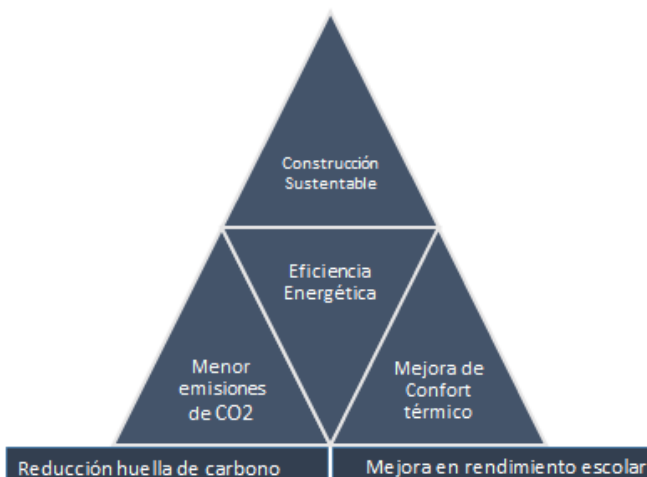 Construcción
Sustentable
Eficiencia
Energética
Menor
emisiones
de CO2
Mejora de
Confort
térmico
Reducción huella de carbono
Mejora en rendimiento escolar